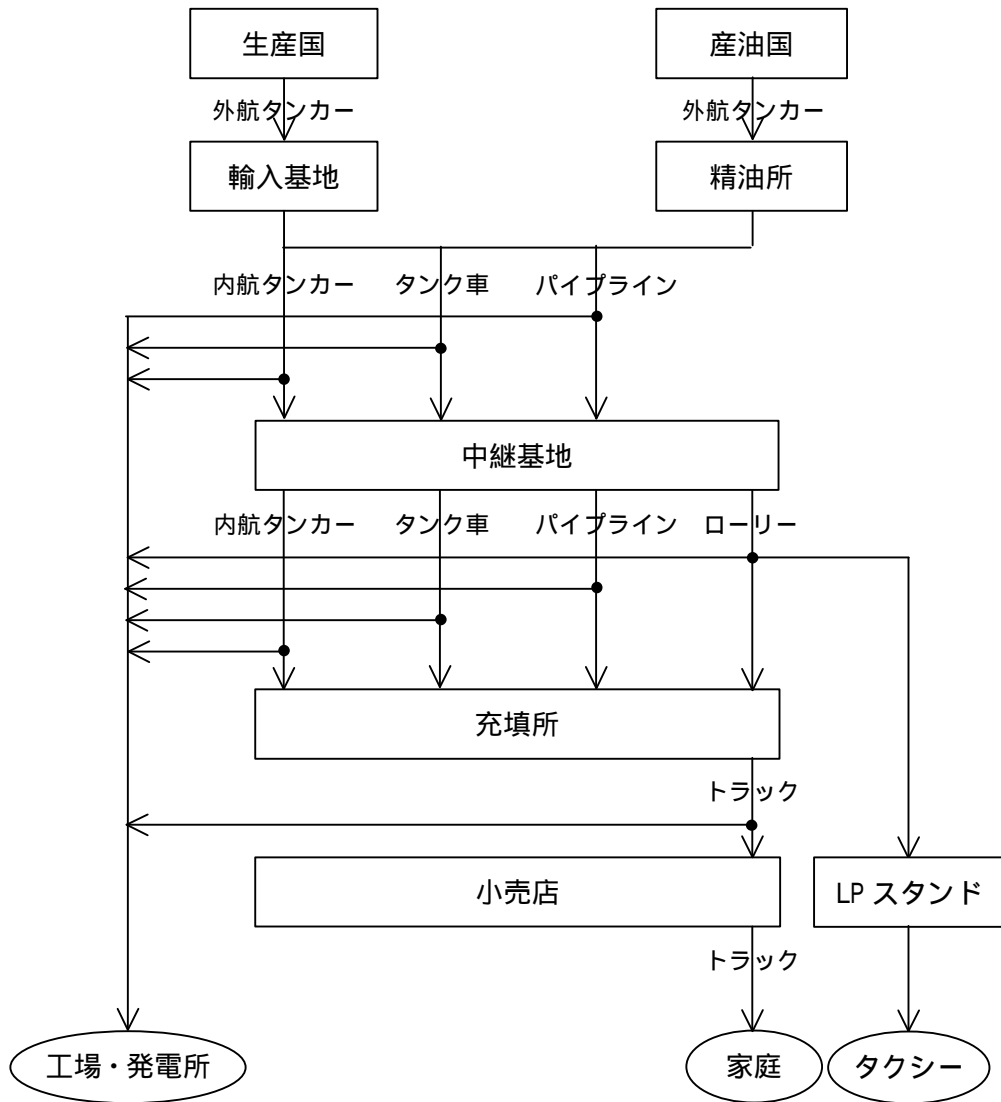 生産国
産油国
外航タンカー
外航タンカー
輸入基地
精油所
内航タンカー
タンク車
パイプライン
中継基地
内航タンカー
タンク車
パイプライン
ローリー
充填所
トラック
小売店
LP スタンド
トラック
工場・発電所
家庭
タクシー